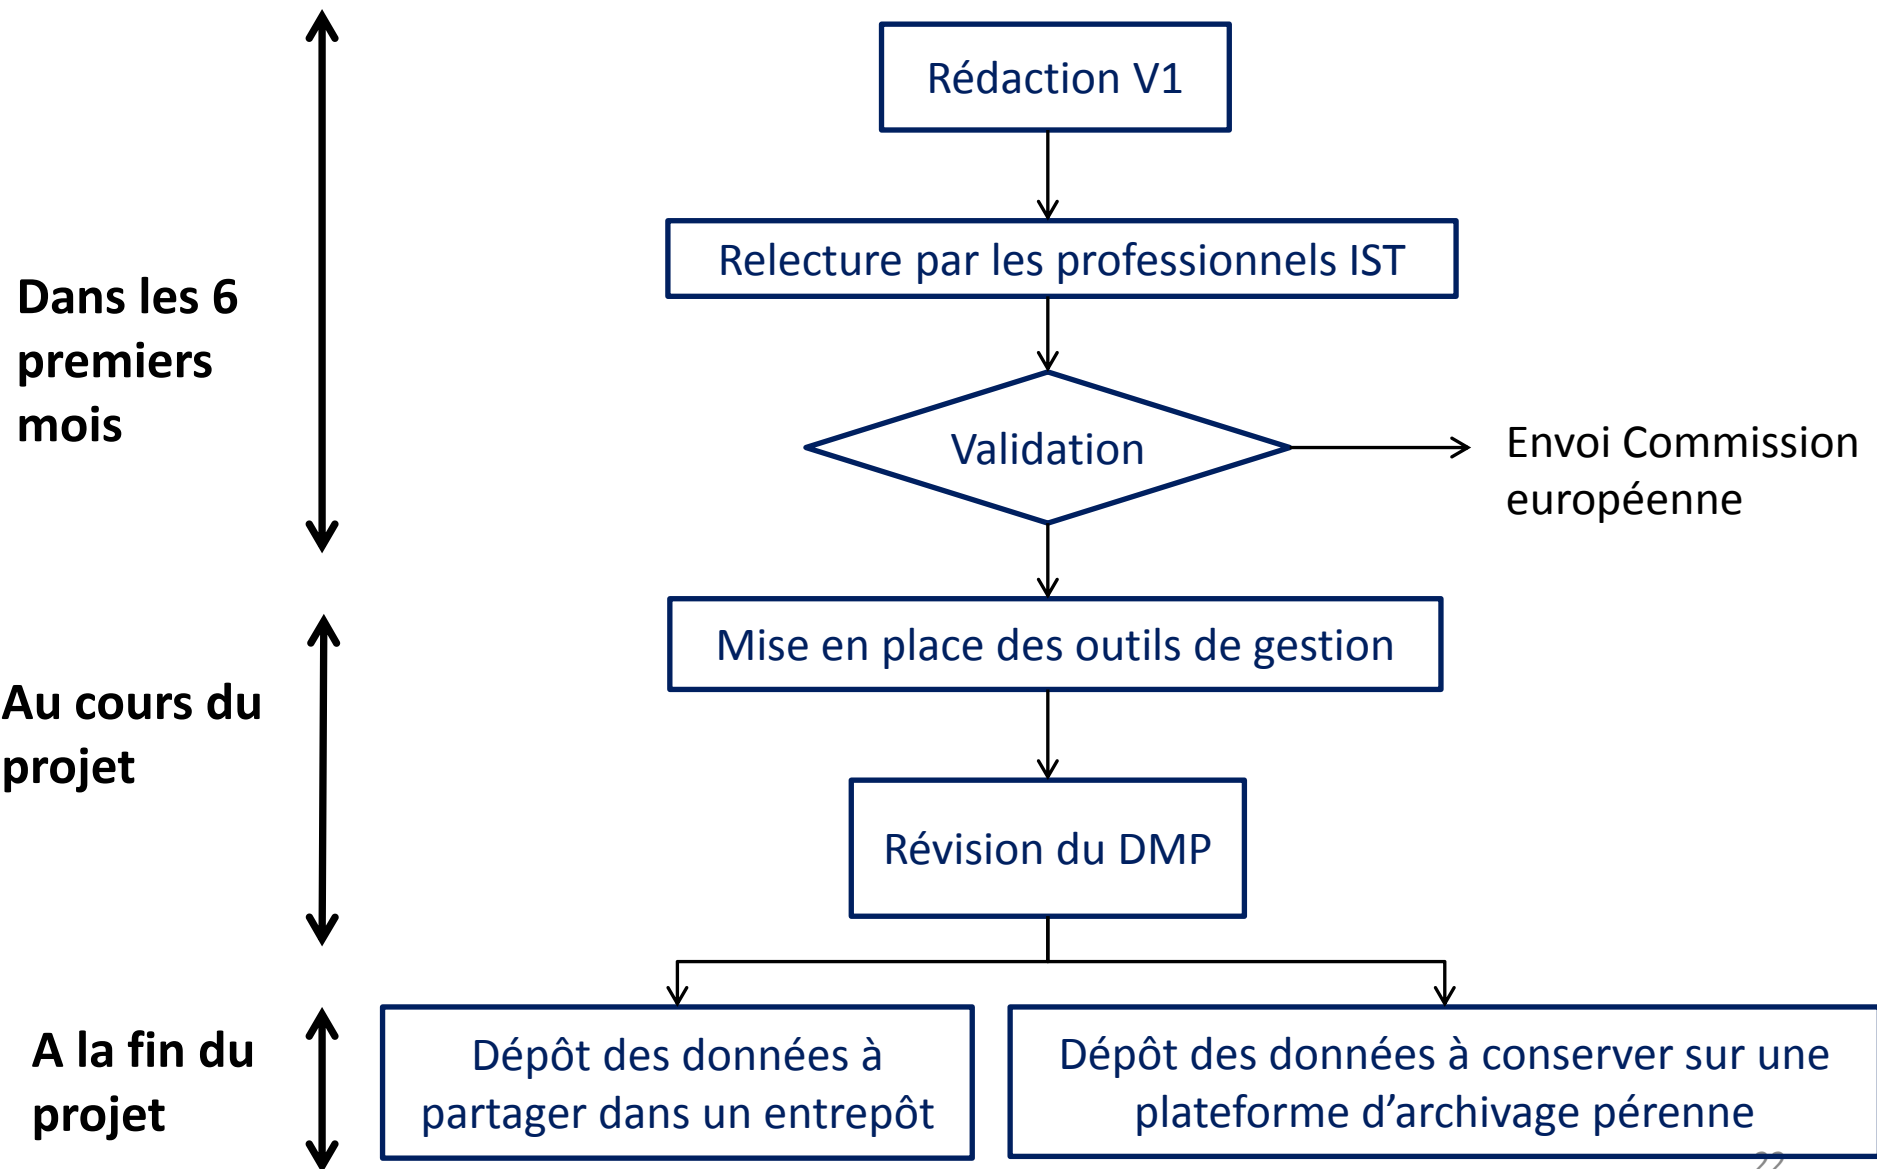 Rédaction V1
Relecture par les professionnels IST
Dans les 6
premiers
mois
Validation
Envoi Commission
européenne
Mise en place des outils de gestion
Au cours du
projet
Révision du DMP
A la fin du
projet
Dépôt des données à
partager dans un entrepôt
Dépôt des données à conserver sur une
plateforme d’archivage pérenne